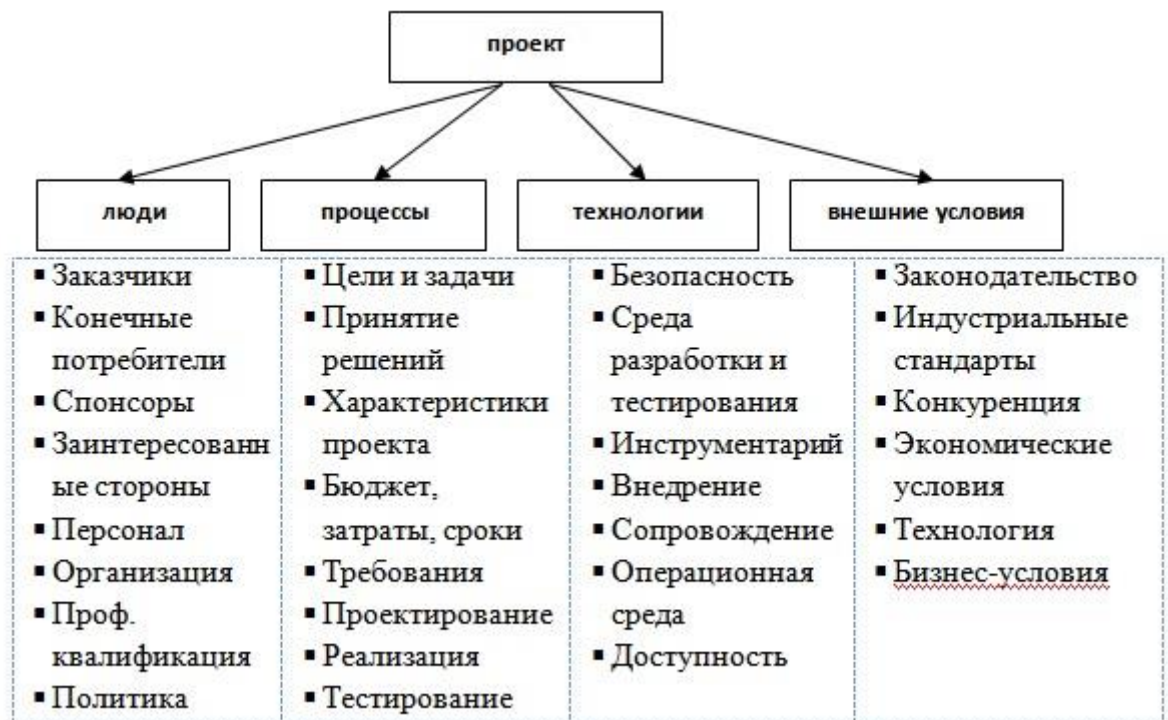 проект
люди
процессы
технологии
внешние условия
▪ Заказчики
▪ Конечные
потребители
▪ Спонсоры
▪ Заинтересованн
ые стороны
▪ Персонал
▪ Организация
▪ Проф.
квалификация
▪ Политика
▪ Цели и задачи
▪ Принятие
решений
▪ Характеристики
проекта
▪ Бюджет,
затраты, сроки
▪ Требования
▪ Проектирование
▪ Реализация
▪ Тестирование
▪ Безопасность
▪ Среда
разработки и
тестирования
▪ Инструментарий
▪ Внедрение
▪ Сопровождение
▪ Операционная
среда
▪ Доступность
▪ Законодательство
▪ Индустриальные
стандарты
▪ Конкуренция
▪ Экономические
условия
▪ Технология
▪ Бизнес-условия